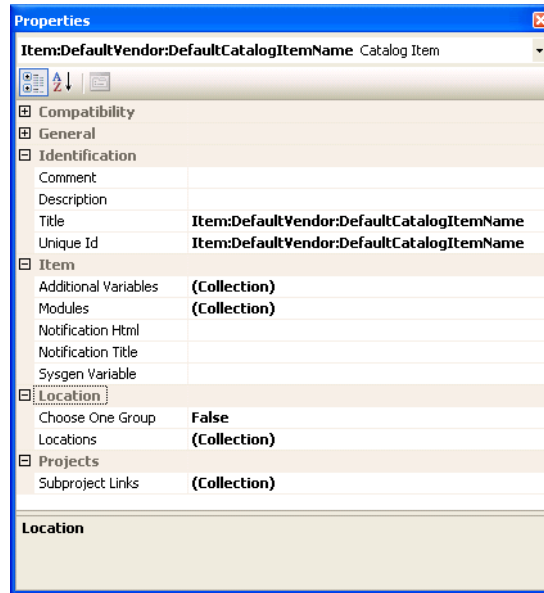 Properties
Item:DefaultVendor:DefaultCatalogItemName Catalog Item
Compatibility
General
Identification
Comment
Description
Title Item:DefaultVendor:DefaultCatalogItemName
Unique Id Item:DefaultVendor:DefaultCatalogItemName
Item
Additional Variables (Collection)
Modules (Collection)
Notification Html
Notification Title
Sysgen Variable
Location
Choose One Group False
Locations (Collection)
Projects
Subproject Links (Collection)
Location